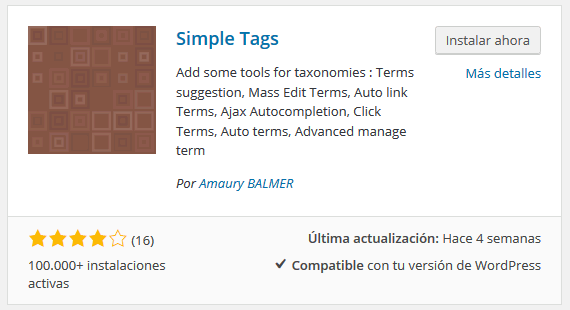 Simple Tags
Instalar ahora
Más detalles
Add some tools for taxonomies : Terms
suggestion, Mass Edit Terms, Auto link
Terms, Ajax Autocompletion, Click
Terms, Auto terms, Advanced manage
term
Por Amaury BALMER
(16)
100.000+ instalaciones
activas
Última actualización: Hace 4 semanas
Compatible con tu versión de WordPress